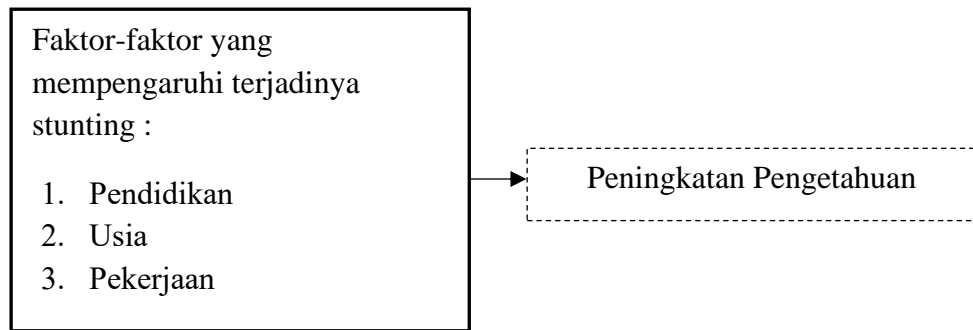 Faktor-faktor yang
mempengaruhi terjadinya
stunting :
1. Pendidikan
2. Usia
3. Pekerjaan
Peningkatan Pengetahuan